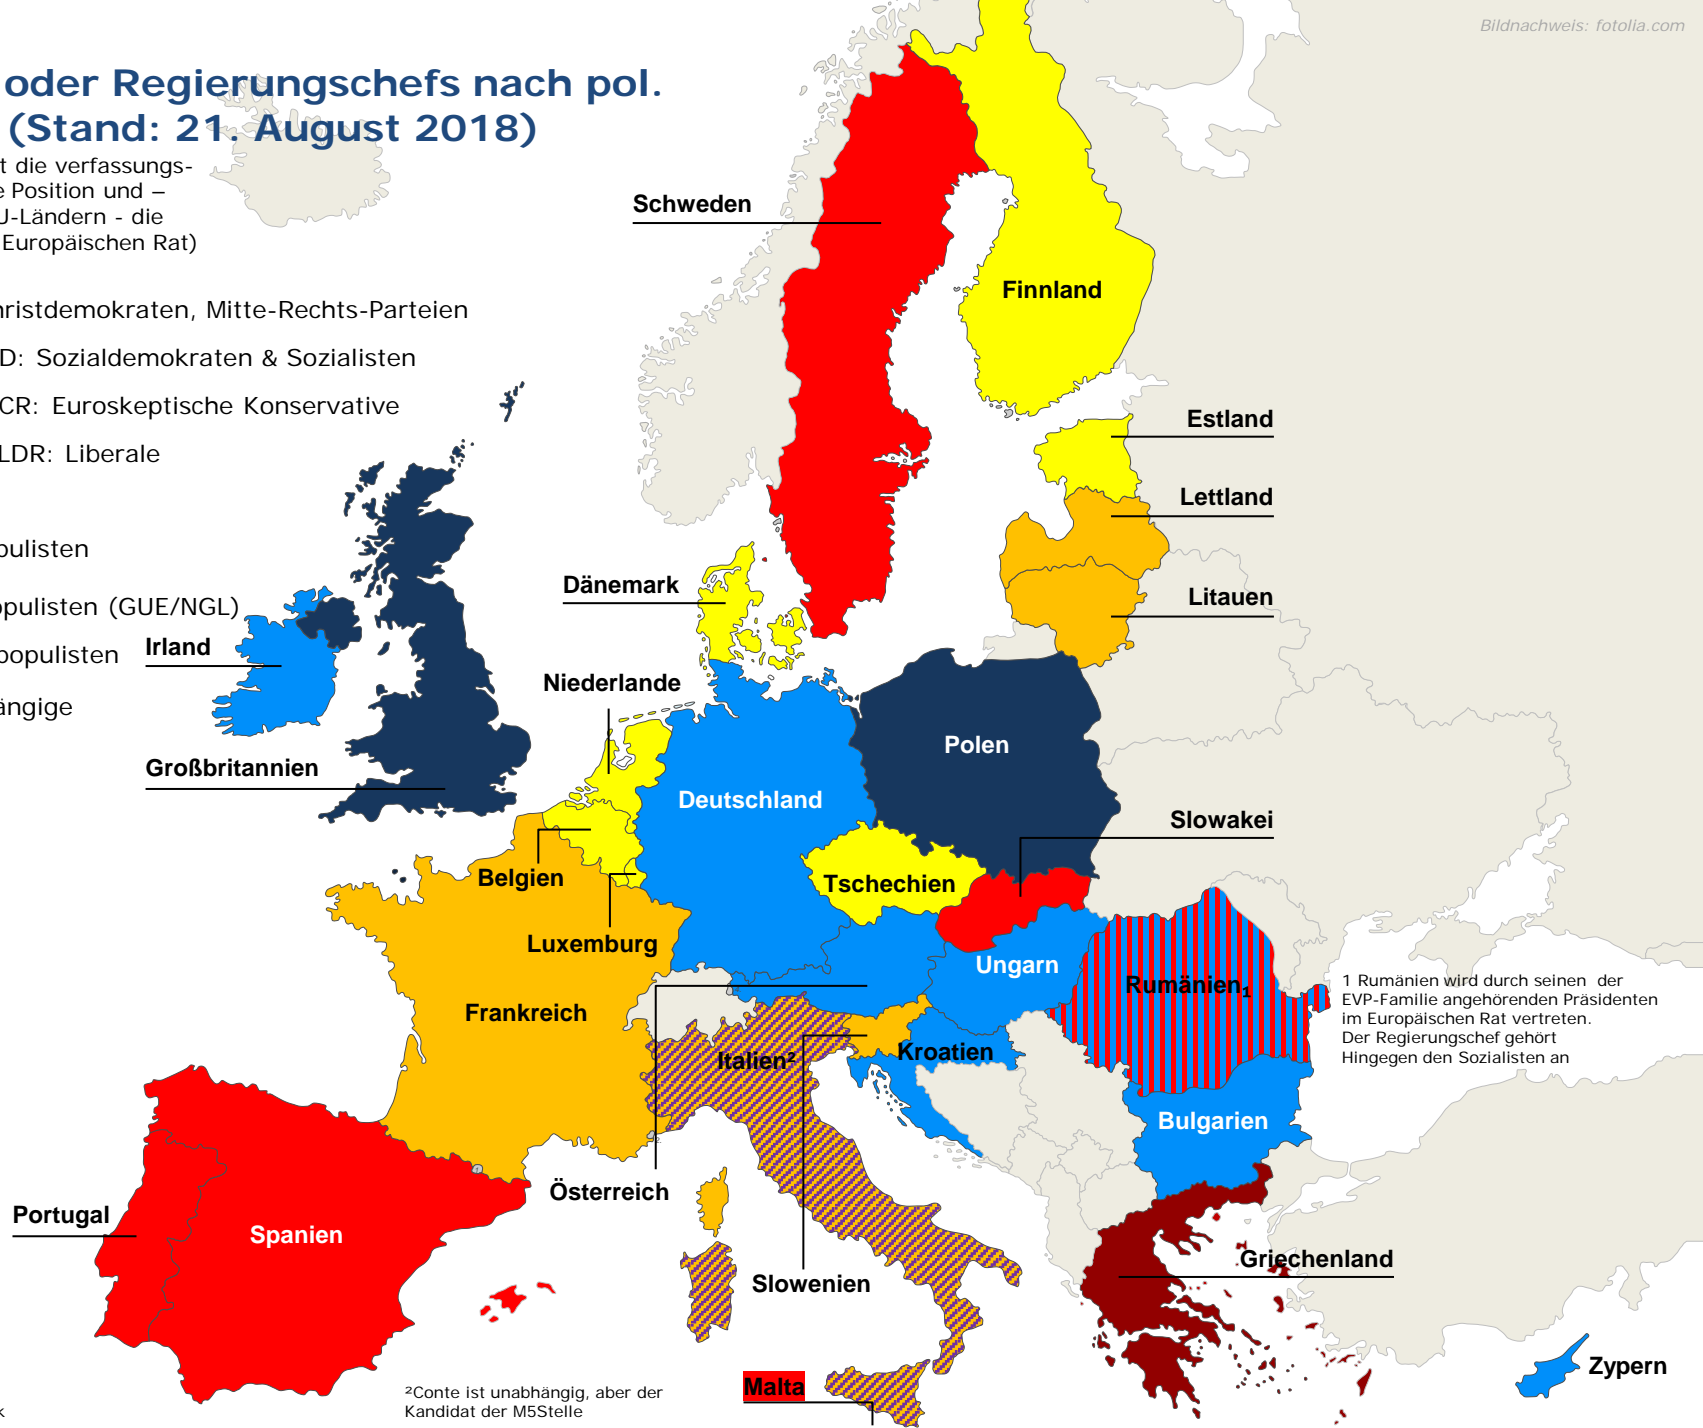 Bildnachweis: fotolia.com
oder Regierungschefs nach pol.
(Stand: 21. August 2018)
t die verfassungs-
e Position und –
U-Ländern - die
Europäischen Rat)
ristdemokraten, Mitte-Rechts-Parteien
D: Sozialdemokraten & Sozialisten
CR: Euroskeptische Konservative
LDR: Liberale
pulisten
opulisten (GUE/NGL)
populisten
ängige
Schweden
Finnland
Estland
Lettland
Litauen
Dänemark
Irland
Niederlande
Großbritannien
Polen
Deutschland
Slowakei
Belgien
Tschechien
Luxemburg
Ungarn
Rumänien1
1 Rumänien wird durch seinen der
EVP-Familie angehörenden Präsidenten
im Europäischen Rat vertreten.
Der Regierungschef gehört
Hingegen den Sozialisten an
Frankreich
Italien²
Kroatien
Bulgarien
Österreich
Portugal
Spanien
Slowenien
Griechenland
Zypern
Malta
²Conte ist unabhängig, aber der
Kandidat der M5Stelle
k